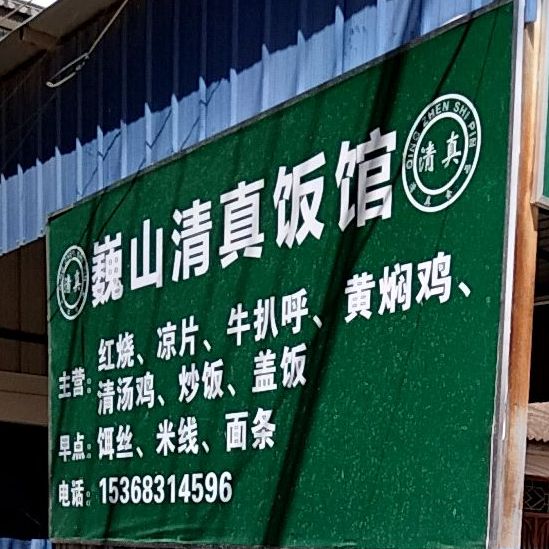 巍山清真饭馆
QING ZHEN SHI PIN
清真
清真
主营：红烧、凉片、牛扒呼、黄焖鸡、
清汤鸡、炒饭、盖饭
早点：饵丝、米线、面条
电话：15368314596